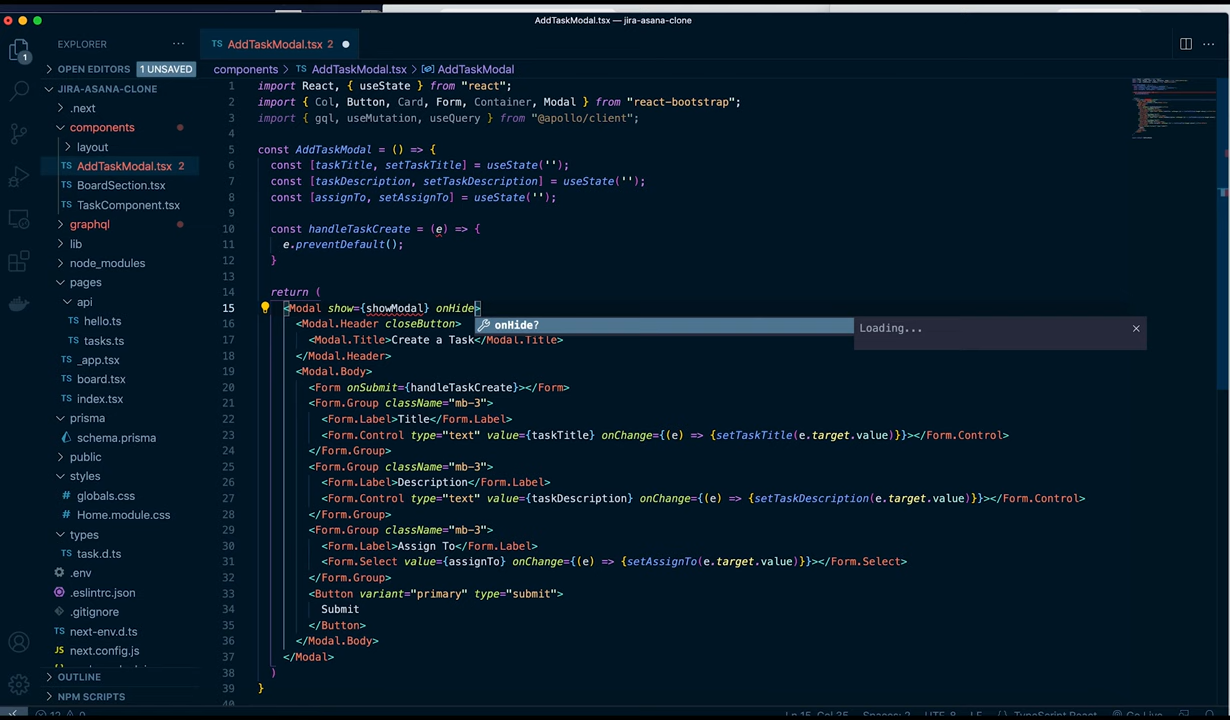 AddTaskModal.tsx — jira-asana-clone
EXPLORER
AddTaskModal.tsx 2
OPEN EDITORS 1 UNSAVED
components > AddTaskModal.tsx > AddTaskModal
JIRA-ASANA-CLONE
.next
components
layout
AddTaskModal.tsx 2
BoardSection.tsx
TaskComponent.tsx
graphql
lib
node_modules
pages
api
hello.ts
tasks.ts
_app.tsx
board.tsx
index.tsx
prisma
schema.prisma
public
styles
globals.css
Home.module.css
types
task.d.ts
.env
.eslintrc.json
.gitignore
next-env.d.ts
next.config.js
OUTLINE
NPM SCRIPTS
1 import React, { useState } from "react";
2 import { Col, Button, Card, Form, Container, Modal } from "react-bootstrap";
3 import { gql, useMutation, useQuery } from "@apollo/client";
4
5 const AddTaskModal = () => {
6 const [taskTitle, setTaskTitle] = useState('');
7 const [taskDescription, setTaskDescription] = useState('');
8 const [assignTo, setAssignTo] = useState('');
9
10 const handleTaskCreate = (e) => {
11 e.preventDefault();
12 }
13
14 return (
15 <Modal show={showModal} onHide>
16 <Modal.Header closeButton>
onHide?
Loading...
17 <Modal.Title>Create a Task</Modal.Title>
18 </Modal.Header>
19 <Modal.Body>
20 <Form onSubmit={handleTaskCreate}></Form>
21 <Form.Group className="mb-3">
22 <Form.Label>Title</Form.Label>
23 <Form.Control type="text" value={taskTitle} onChange={(e) => {setTaskTitle(e.target.value)}}></Form.Control>
24 </Form.Group>
25 <Form.Group className="mb-3">
26 <Form.Label>Description</Form.Label>
27 <Form.Control type="text" value={taskDescription} onChange={(e) => {setTaskDescription(e.target.value)}}></Form.Control>
28 </Form.Group>
29 <Form.Group className="mb-3">
30 <Form.Label>Assign To</Form.Label>
31 <Form.Select value={assignTo} onChange={(e) => {setAssignTo(e.target.value)}}></Form.Select>
32 </Form.Group>
33 <Button variant="primary" type="submit">
34 Submit
35 </Button>
36 </Modal.Body>
37 </Modal>
38 )
39 }
40